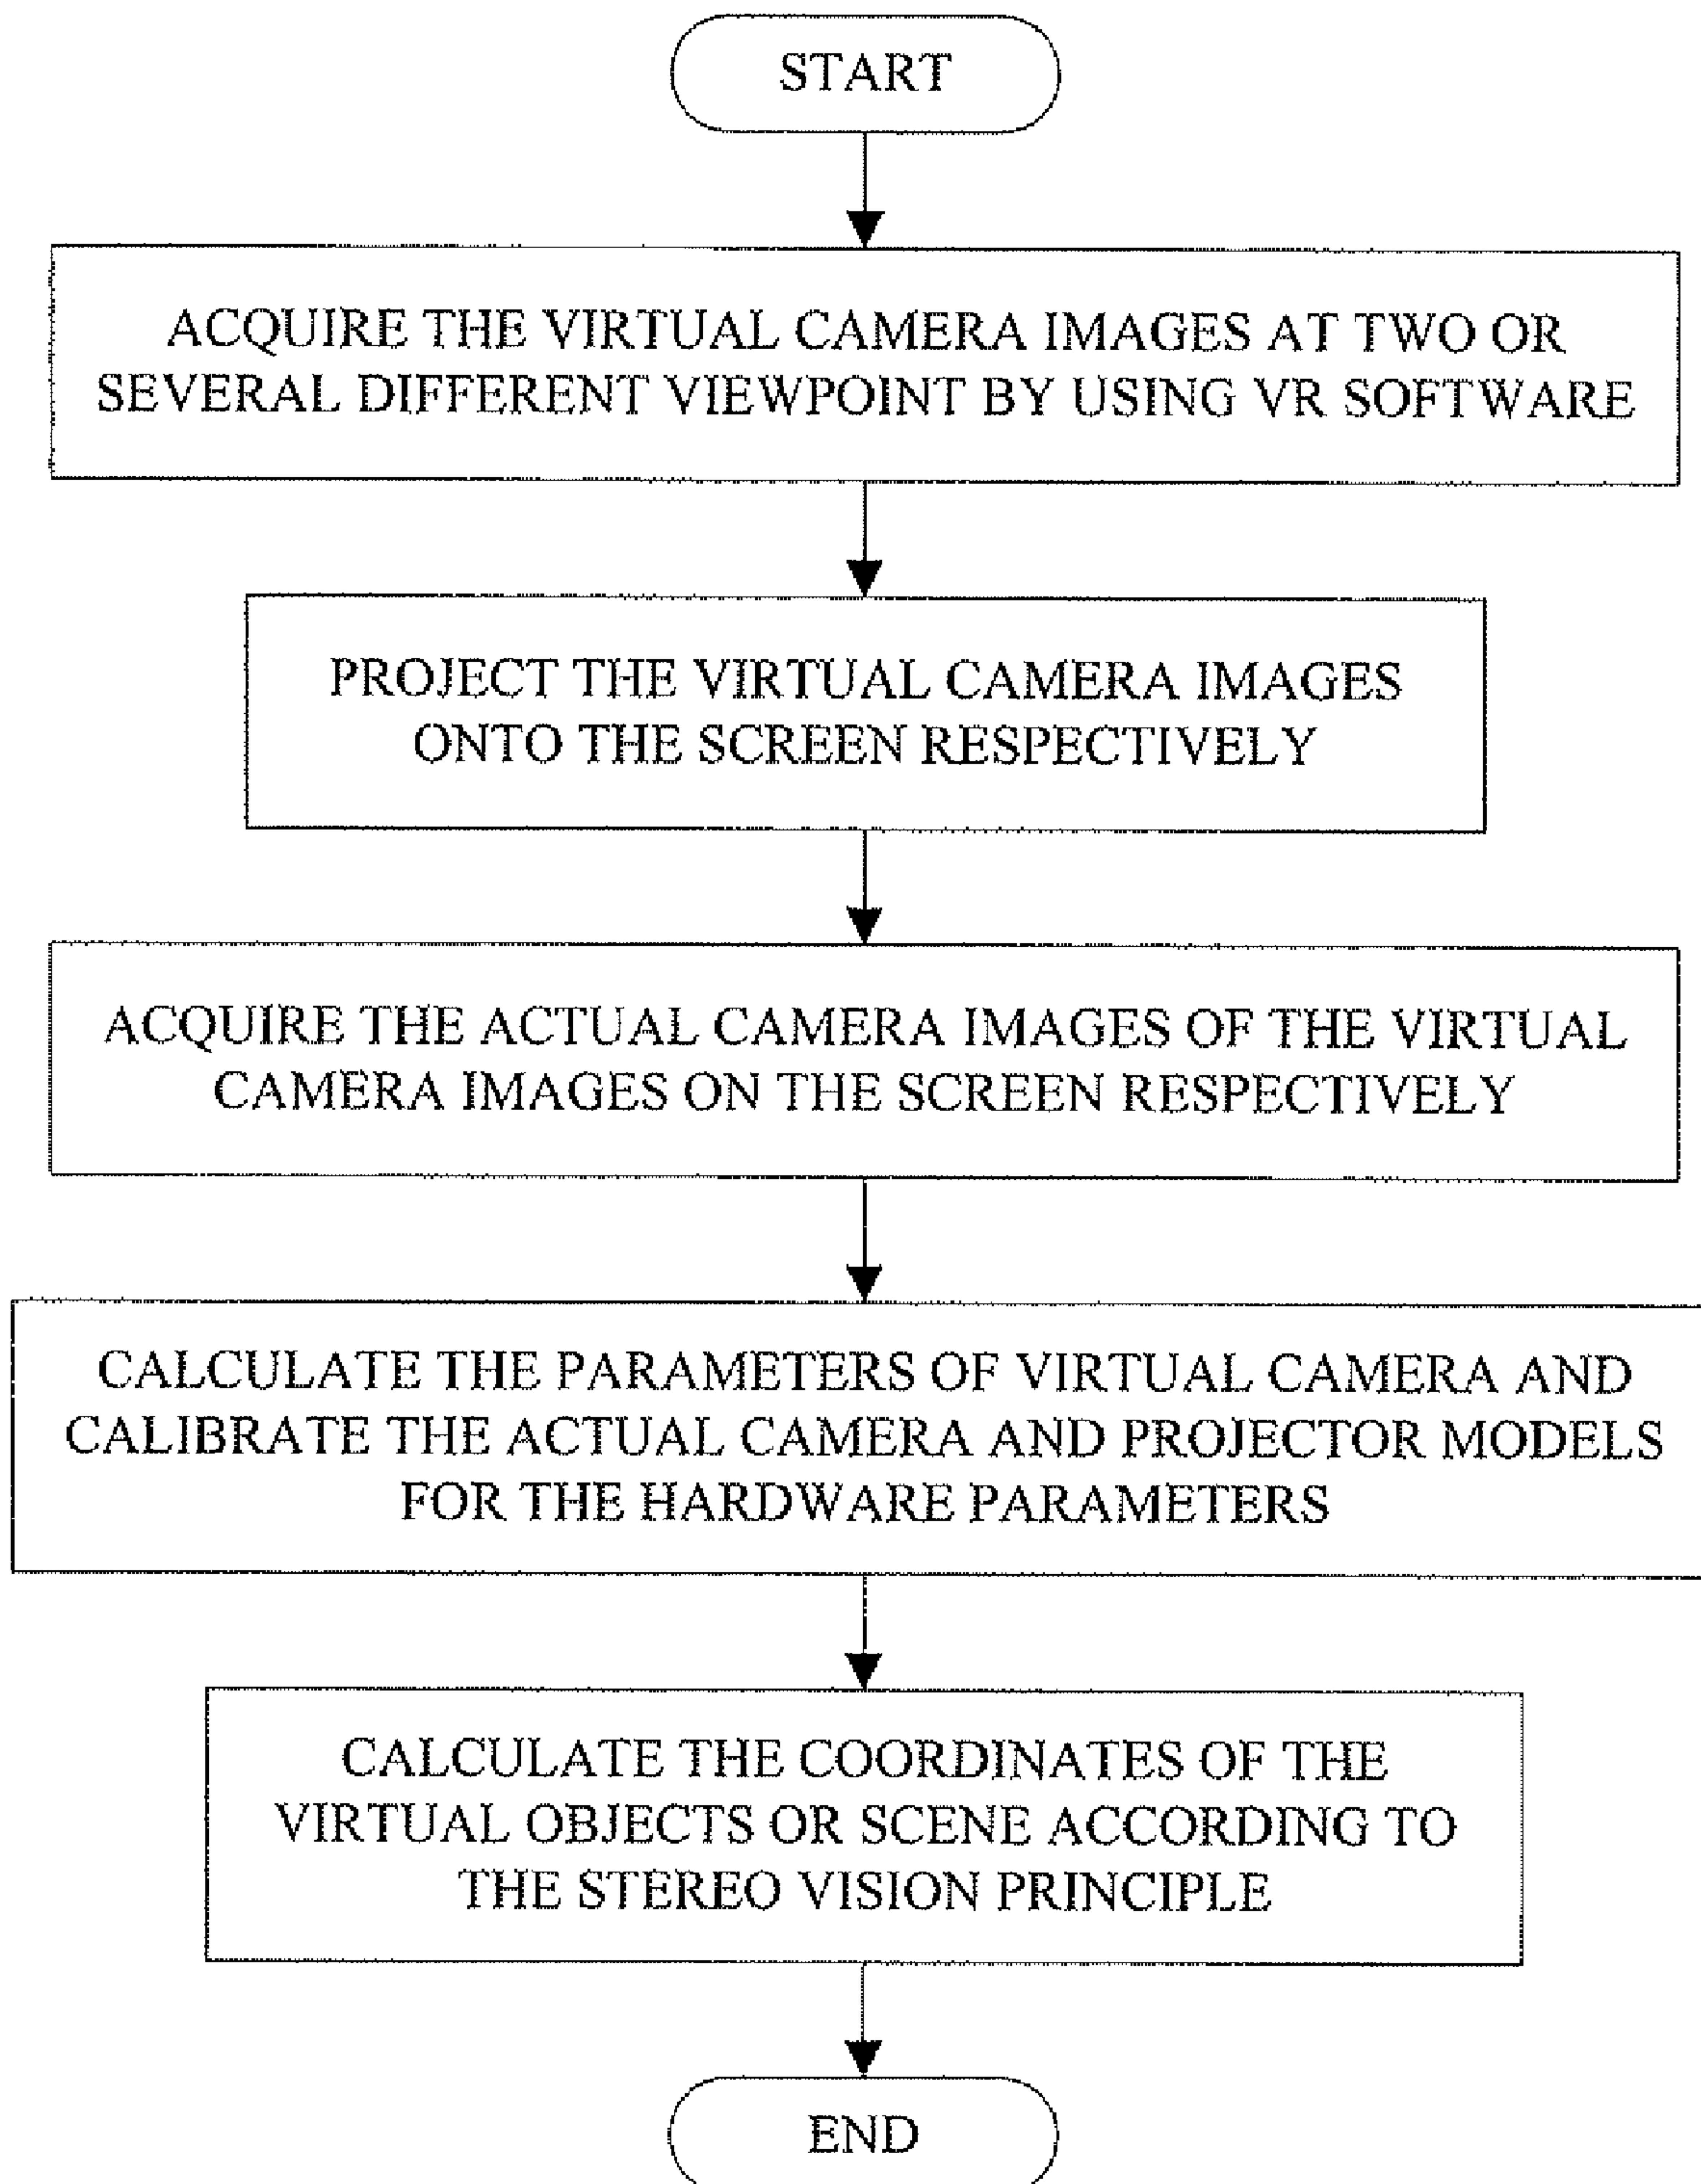 START
ACQUIRE THE VIRTUAL CAMERA IMAGES AT TWO OR
SEVERAL DIFFERENT VIEWPOINT BY USING VR SOFTWARE
PROJECT THE VIRTUAL CAMERA IMAGES
ONTO THE SCREEN RESPECTIVELY
ACQUIRE THE ACTUAL CAMERA IMAGES OF THE VIRTUAL
CAMERA IMAGES ON THE SCREEN RESPECTIVELY
CALCULATE THE PARAMETERS OF VIRTUAL CAMERA AND
CALIBRATE THE ACTUAL CAMERA AND PROJECTOR MODELS
FOR THE HARDWARE PARAMETERS
CALCULATE THE COORDINATES OF THE
VIRTUAL OBJECTS OR SCENE ACCORDING TO
THE STEREO VISION PRINCIPLE
END